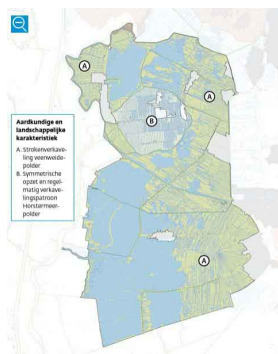 A
A
B
Aardkundige en
landschappelijke
karakteristiek
A. Strokenverkave-
ling veenweide-
polder
B. Symmetrische
opzet en regel-
matig verkave-
lingspatroon
Horstermeer-
polder
A